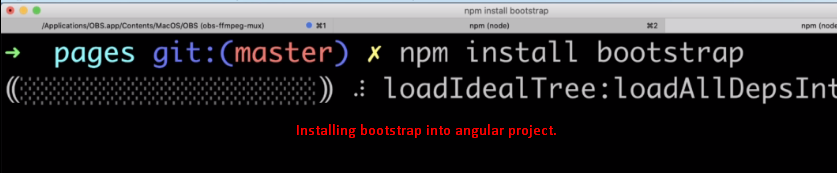 npm install bootstrap
/Applications/OBS.app/Contents/MacOS/OBS (obs-ffmpeg-mux) ⌘1 npm (node) ⌘2 npm (node
→ pages git:(master) ✗ npm install bootstrap
((░░░░░░░░░░░░░░░░░░)) ⠴ loadIdealTree:loadAllDepsInt
Installing bootstrap into angular project.